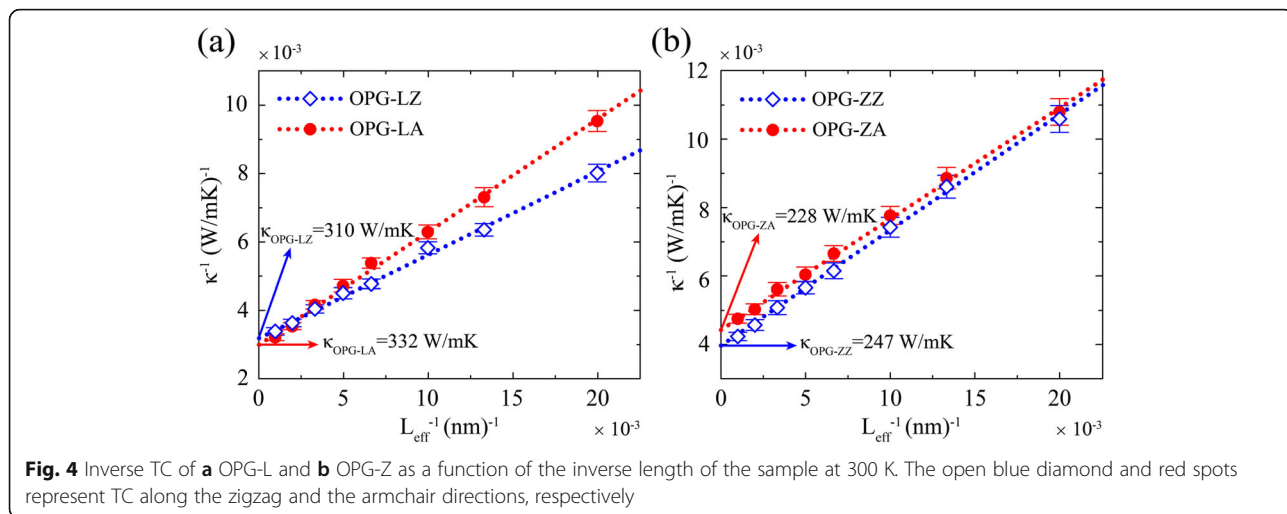 (a)
× 10⁻³
10
8
6
4
2
κ⁻¹ (W/mK)⁻¹
OPG-LZ
OPG-LA
κOPG-LZ=310 W/mK
κOPG-LA=332 W/mK
0 5 10 15 20
Leff⁻¹ (nm)⁻¹
× 10⁻³
(b)
× 10⁻³
12
10
8
6
4
κ⁻¹ (W/mK)⁻¹
OPG-ZZ
OPG-ZA
κOPG-ZA=228 W/mK
κOPG-ZZ=247 W/mK
0 5 10 15 20
Leff⁻¹ (nm)⁻¹
× 10⁻³
Fig. 4 Inverse TC of a OPG-L and b OPG-Z as a function of the inverse length of the sample at 300 K. The open blue diamond and red spots
represent TC along the zigzag and the armchair directions, respectively